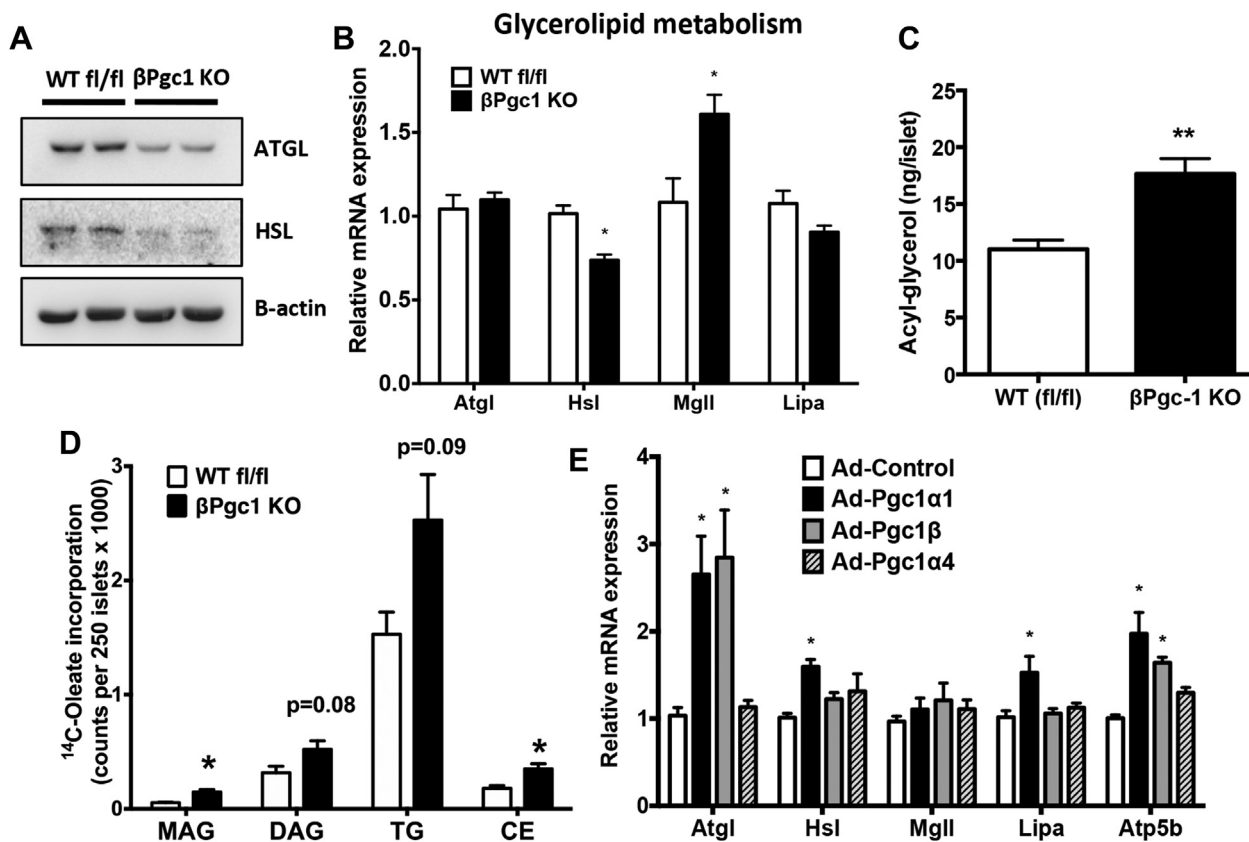 A
WT fl/fl βPgc1 KO
ATGL
HSL
B-actin
B
Glycerolipid metabolism
Relative mRNA expression
2.0
1.5
1.0
0.5
0.0
WT fl/fl
βPgc1 KO
*
*
Atgl
Hsl
Mgll
Lipa
C
Acyl-glycerol (ng/islet)
25
20
15
10
5
0
**
WT (fl/fl)
βPgc-1 KO
D
14C-Oleate incorporation
(counts per 250 islets x 1000)
3
2
1
0
WT fl/fl
βPgc1 KO
*
p=0.08
p=0.09
*
MAG
DAG
TG
CE
E
Relative mRNA expression
4
3
2
1
0
Ad-Control
Ad-Pgc1α1
Ad-Pgc1β
Ad-Pgc1α4
*
*
*
*
*
*
Atgl
Hsl
Mgll
Lipa
Atp5b